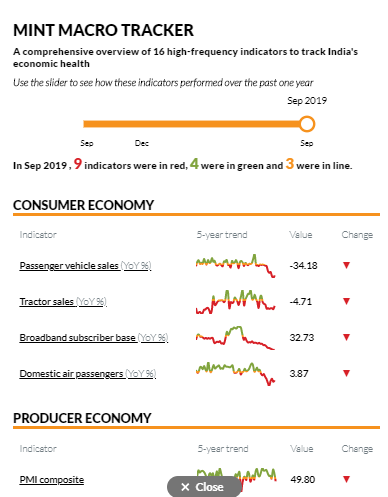 MINT MACRO TRACKER
A comprehensive overview of 16 high-frequency indicators to track India's
economic health
Use the slider to see how these indicators performed over the past one year
Sep 2019
Sep Dec Sep
In Sep 2019 , 9 indicators were in red, 4 were in green and 3 were in line.
CONSUMER ECONOMY
Indicator 5-year trend Value Change
Passenger vehicle sales (YoY %) -34.18 ▼
Tractor sales (YoY %) -4.71 ▼
Broadband subscriber base (YoY %) 32.73 ▼
Domestic air passengers (YoY %) 3.87 ▼
PRODUCER ECONOMY
Indicator 5-year trend Value Change
PMI composite 49.80 ▼
✕ Close